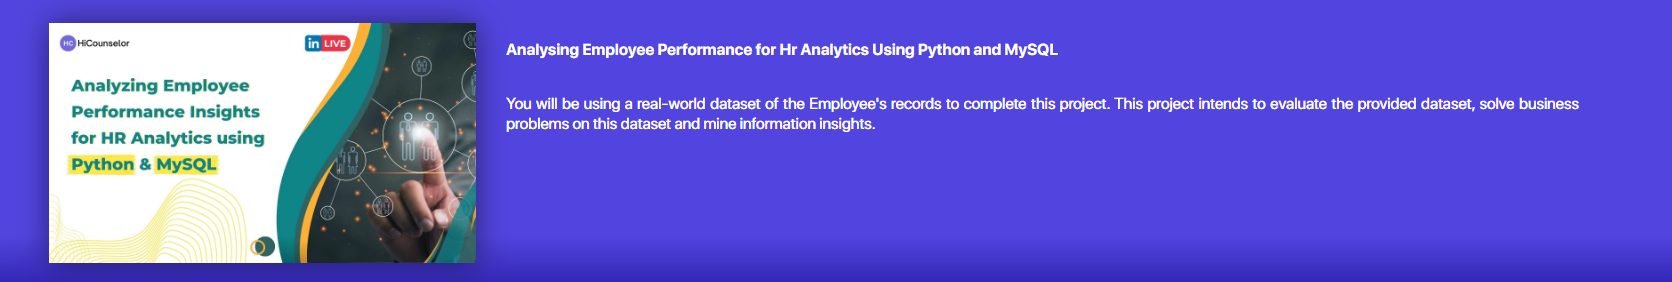 HC HiCounselor
in LIVE
Analyzing Employee
Performance Insights
for HR Analytics using
Python & MySQL
Analysing Employee Performance for Hr Analytics Using Python and MySQL
You will be using a real-world dataset of the Employee's records to complete this project. This project intends to evaluate the provided dataset, solve business
problems on this dataset and mine information insights.